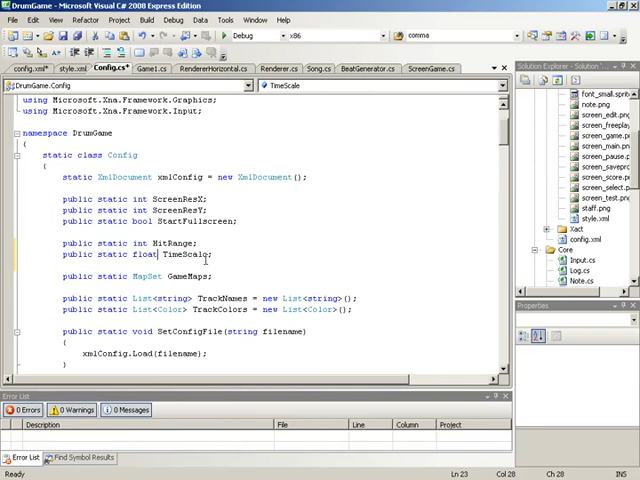 DrumGame - Microsoft Visual C# 2008 Express Edition
File Edit View Refactor Project Build Debug Data Tools Window Help
Debug x86 comma
config.xml* style.xml Config.cs* Game1.cs RendererHorizontal.cs Renderer.cs Song.cs BeatGenerator.cs ScreenGame.cs
DrumGame.Config TimeScale
using Microsoft.Xna.Framework.Graphics;
using Microsoft.Xna.Framework.Input;
namespace DrumGame
{
static class Config
{
static XmlDocument xmlConfig = new XmlDocument();
public static int ScreenResX;
public static int ScreenResY;
public static bool StartFullscreen;
public static int HitRange;
public static float TimeScale;
public static MapSet GameMaps;
public static List<string> TrackNames = new List<string>();
public static List<Color> TrackColors = new List<Color>();
public static void SetConfigFile(string filename)
{
xmlConfig.Load(filename);
}
Solution Explorer - Solution
font_small.sprite
note.png
screen_edit.png
screen_freeplay
screen_game.pn
screen_main.png
screen_pause.pn
screen_savegam
screen_score.pn
screen_select.pn
staff.png
style.xml
Xact
config.xml
Core
Input.cs
Log.cs
Note.cs
Properties
Error List
0 Errors 0 Warnings 0 Messages
Description File Line Column Project
Error List Find Symbol Results
Ready Ln 23 Col 28 Ch 28 INS